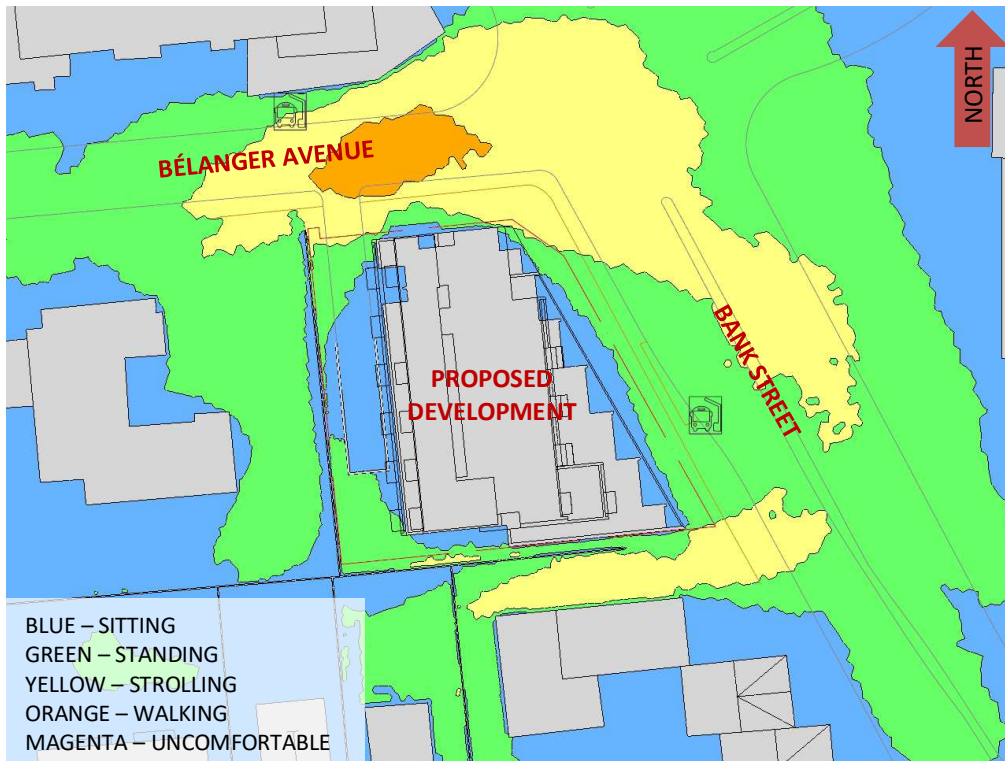 NORTH
BÉLANGER AVENUE
BANK STREET
PROPOSED
DEVELOPMENT
BLUE – SITTING
GREEN – STANDING
YELLOW – STROLLING
ORANGE – WALKING
MAGENTA – UNCOMFORTABLE